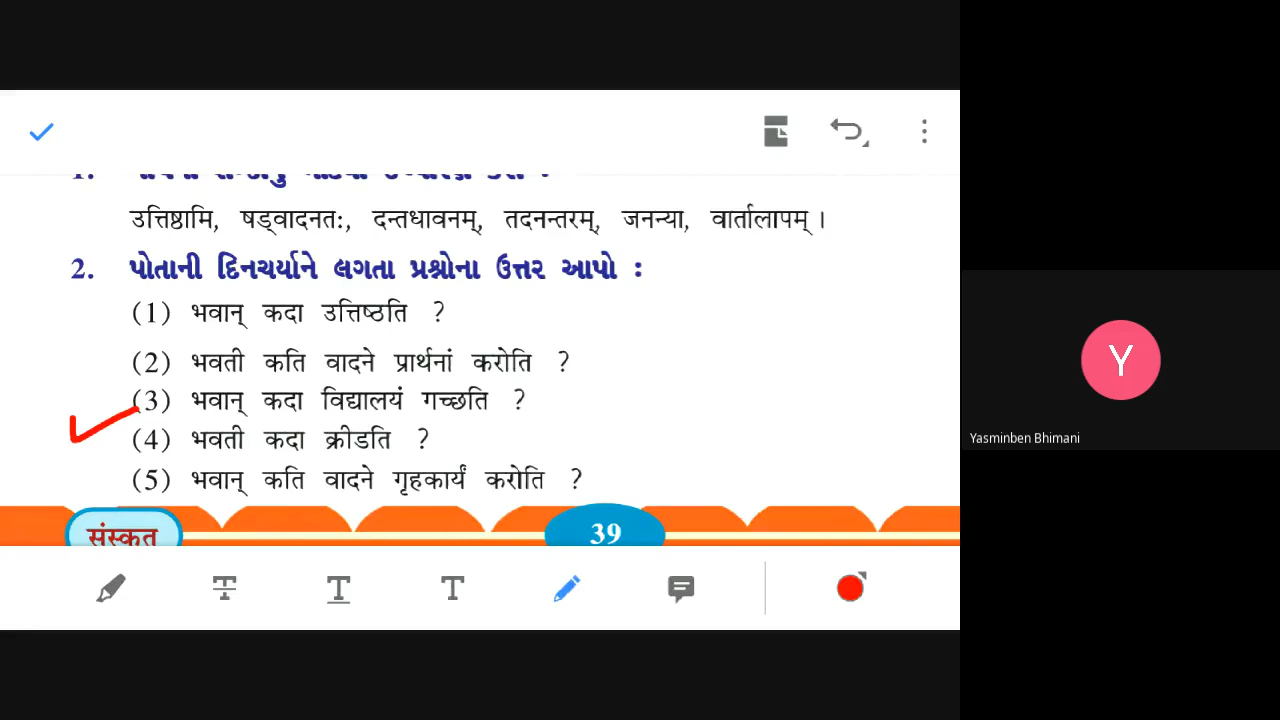 1.
उत्तिष्ठामि, षड्वादनतः, दन्तधावनम्, तदनन्तरम्, जनन्या, वार्तालापम् ।
2. પોતાની દિનચર્યાને લગતા પ્રશ્નોના ઉત્તર આપો :
(1) भवान् कदा उत्तिष्ठति ?
(2) भवती कति वादने प्रार्थनां करोति ?
(3) भवान् कदा विद्यालयं गच्छति ?
(4) भवती कदा क्रीडति ?
(5) भवान् कति वादने गृहकार्यं करोति ?
संस्कृत 39
T T T
Y
Yasminben Bhimani